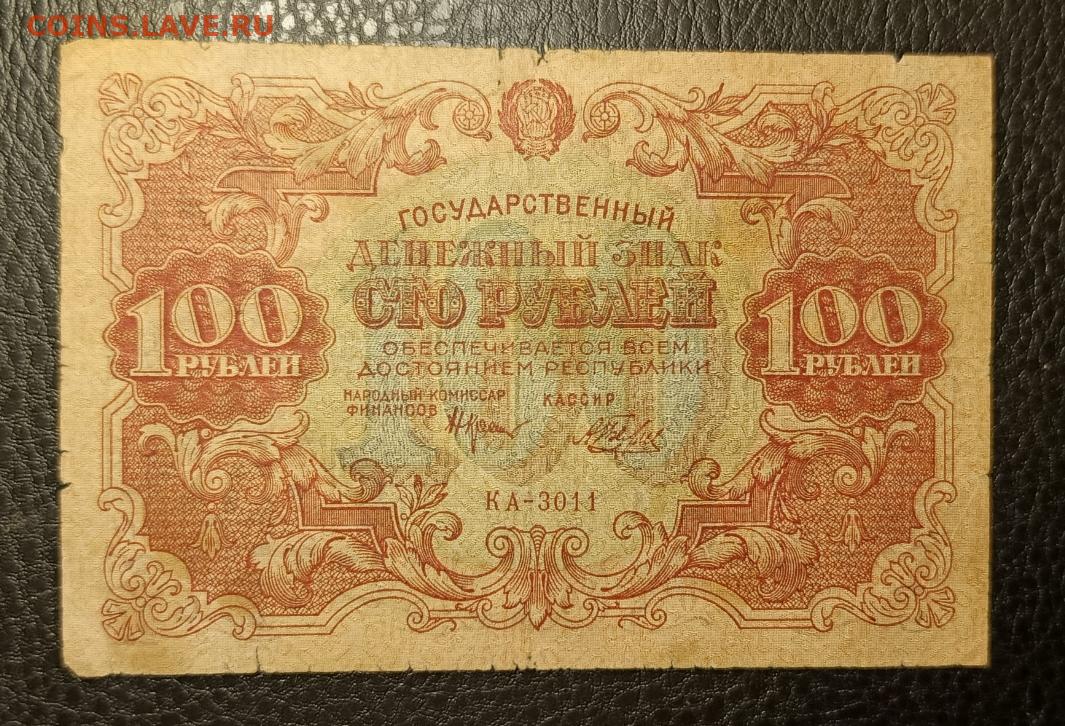 COINS.LAVE.RU
ГОСУДАРСТВЕННЫЙ
ДЕНЕЖНЫЙ ЗНАК
СТО РУБЛЕЙ
100
РУБЛЕЙ
100
РУБЛЕЙ
ОБЕСПЕЧИВАЕТСЯ ВСЕМ
ДОСТОЯНИЕМ РЕСПУБЛИКИ
НАРОДНЫЙ КОМИССАР
ФИНАНСОВ
КАССИР
100
КА-3011